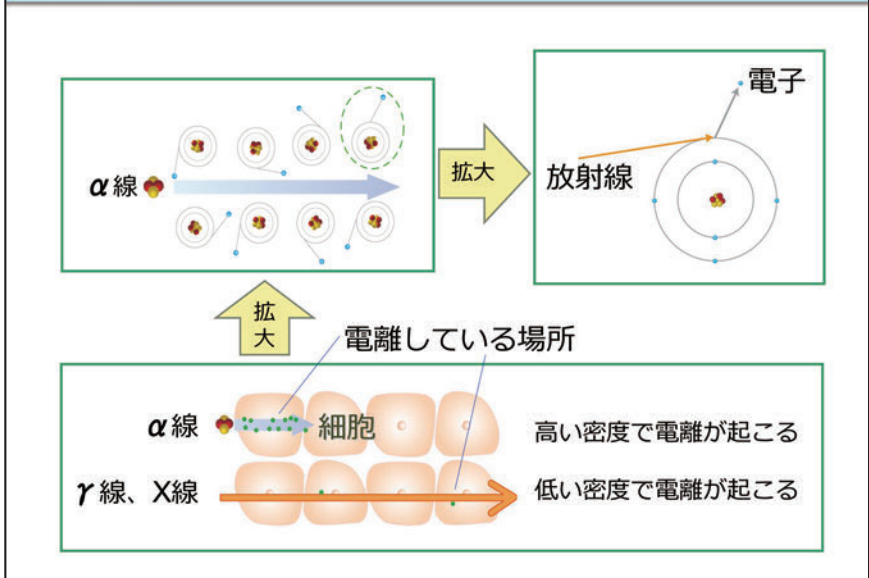 α線
拡大
放射線
電子
拡大
電離している場所
α線
細胞
高い密度で電離が起こる
γ線、X線
低い密度で電離が起こる